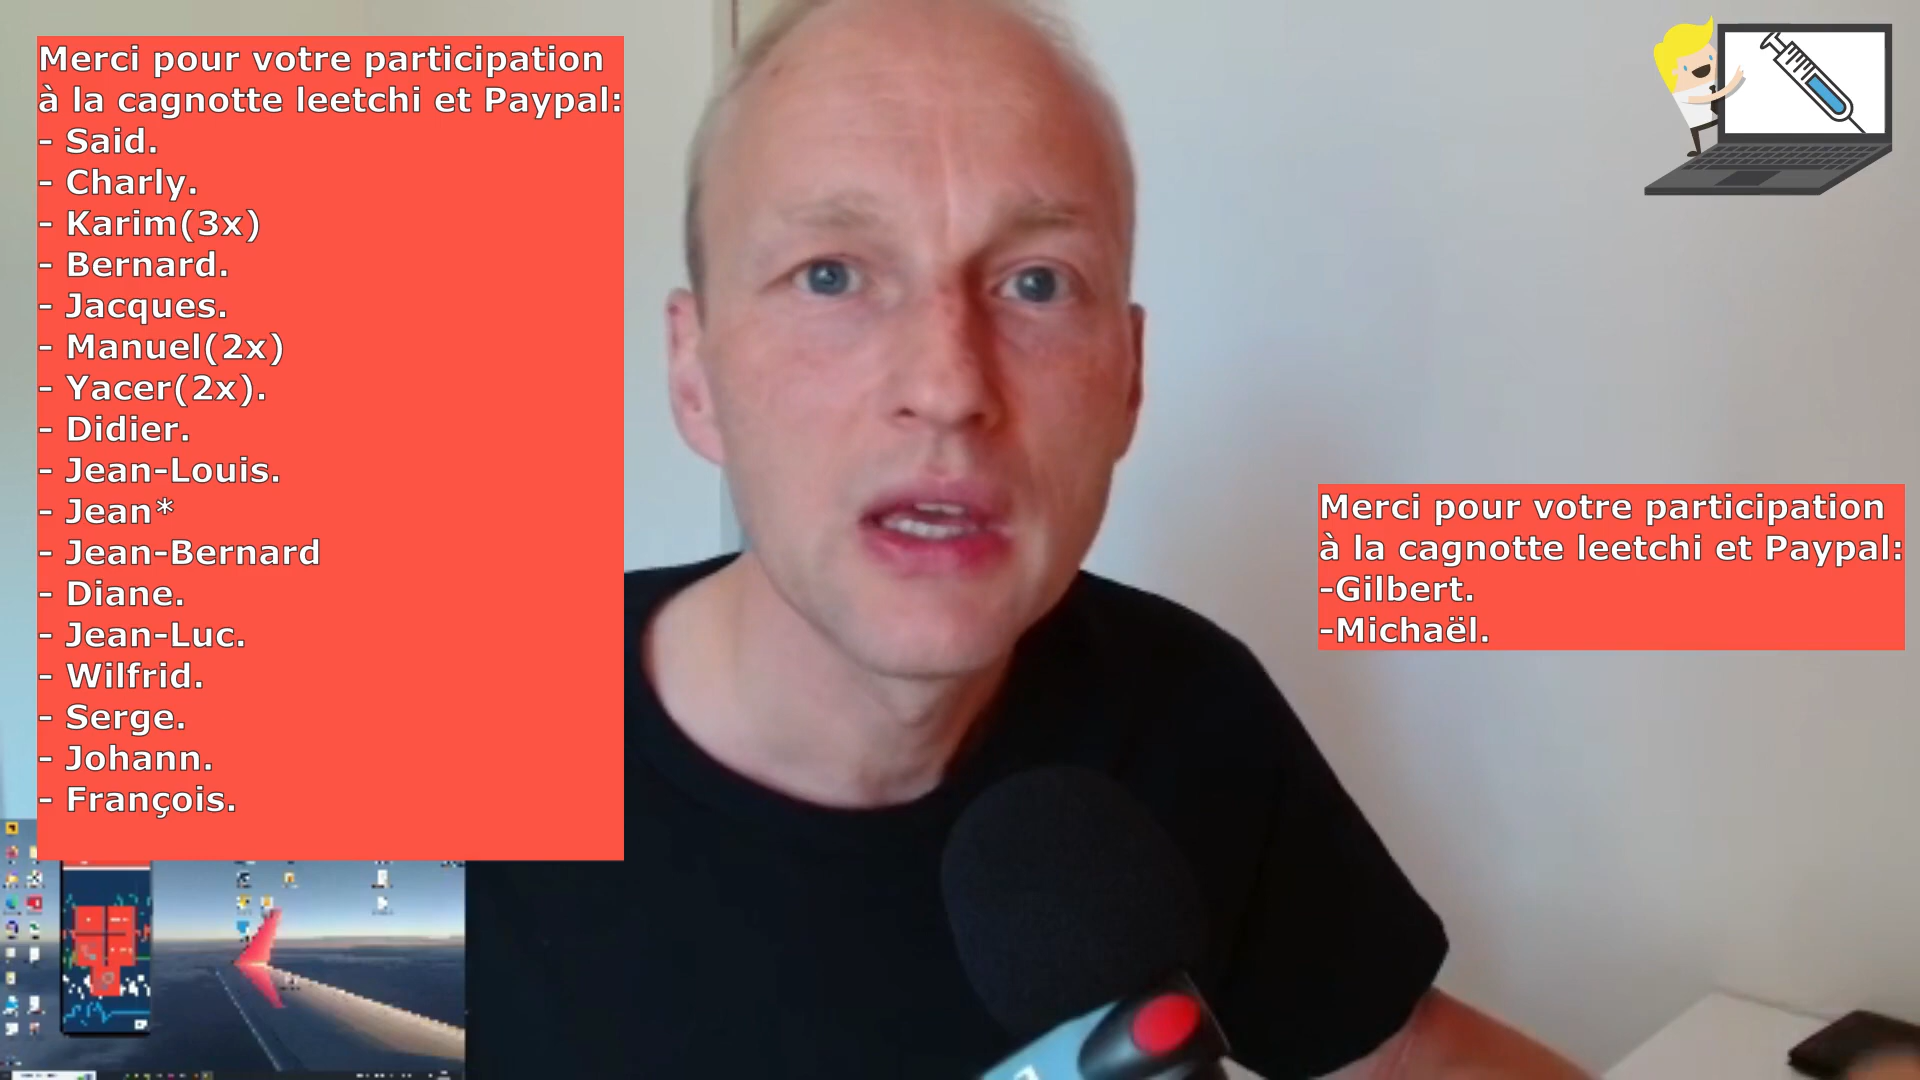 Merci pour votre participation
à la cagnotte leetchi et Paypal:
- Said.
- Charly.
- Karim(3x)
- Bernard.
- Jacques.
- Manuel(2x)
- Yacer(2x).
- Didier.
- Jean-Louis.
- Jean*
- Jean-Bernard
- Diane.
- Jean-Luc.
- Wilfrid.
- Serge.
- Johann.
- François.
Merci pour votre participation
à la cagnotte leetchi et Paypal:
-Gilbert.
-Michaël.